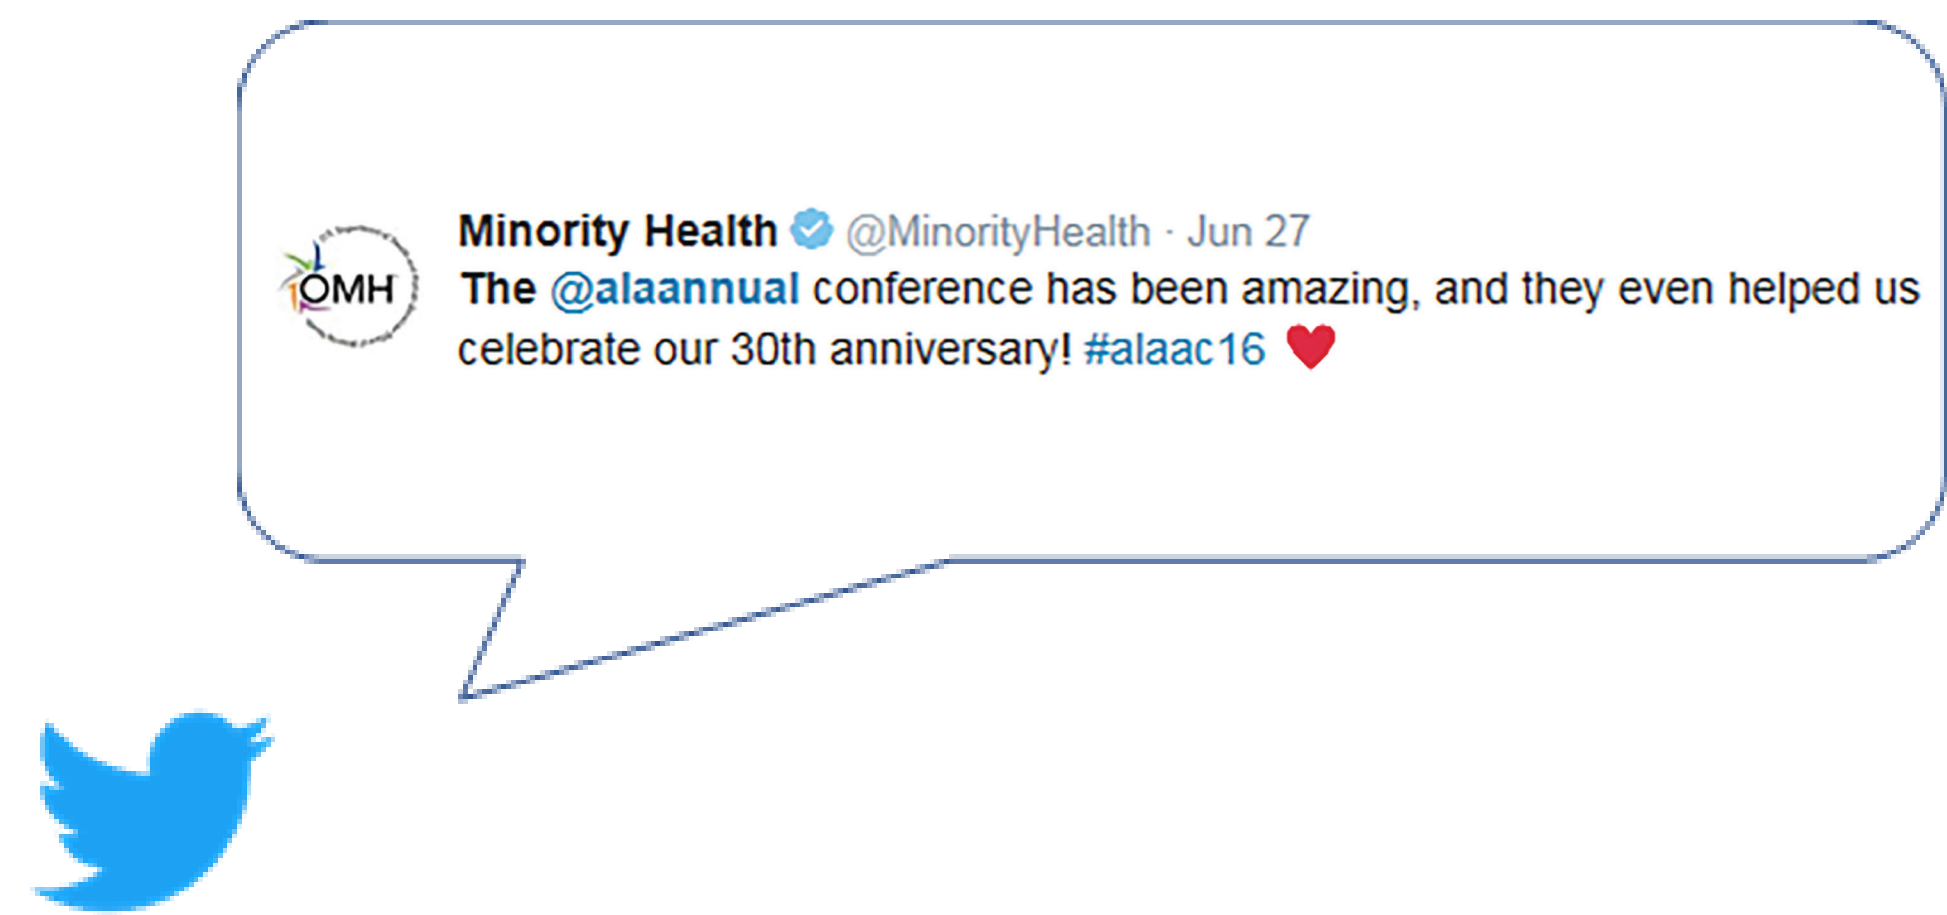 OMH
Minority Health @MinorityHealth · Jun 27
The @alaannual conference has been amazing, and they even helped us
celebrate our 30th anniversary! #alaac16 ❤